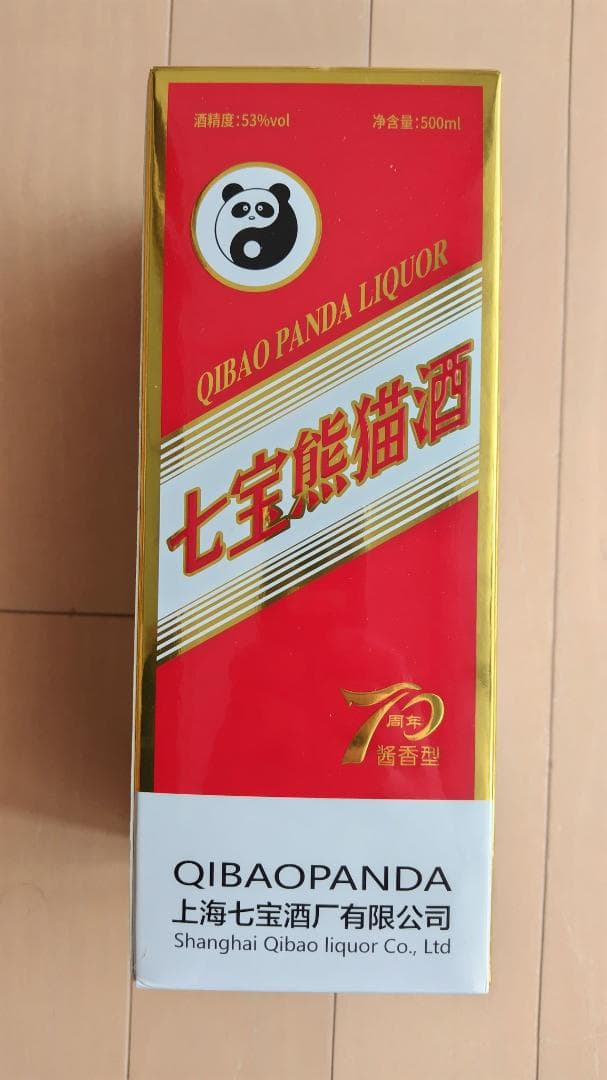 酒精度:53%vol
净含量:500ml
QIBAO PANDA LIQUOR
七宝熊猫酒
70
周年
酱香型
QIBAOPANDA
上海七宝酒厂有限公司
Shanghai Qibao liquor Co., Ltd